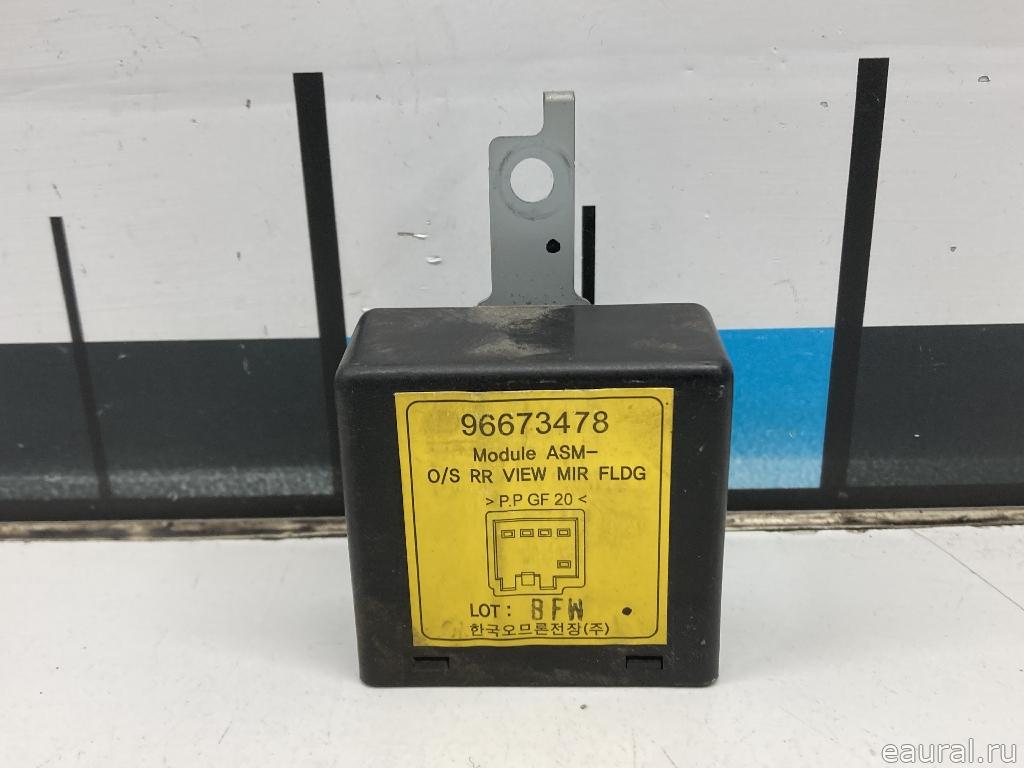 96673478
Module ASM-
O/S RR VIEW MIR FLDG
> P.P GF 20 <
LOT : BFW
한국오므론전장(주)
eaural.ru